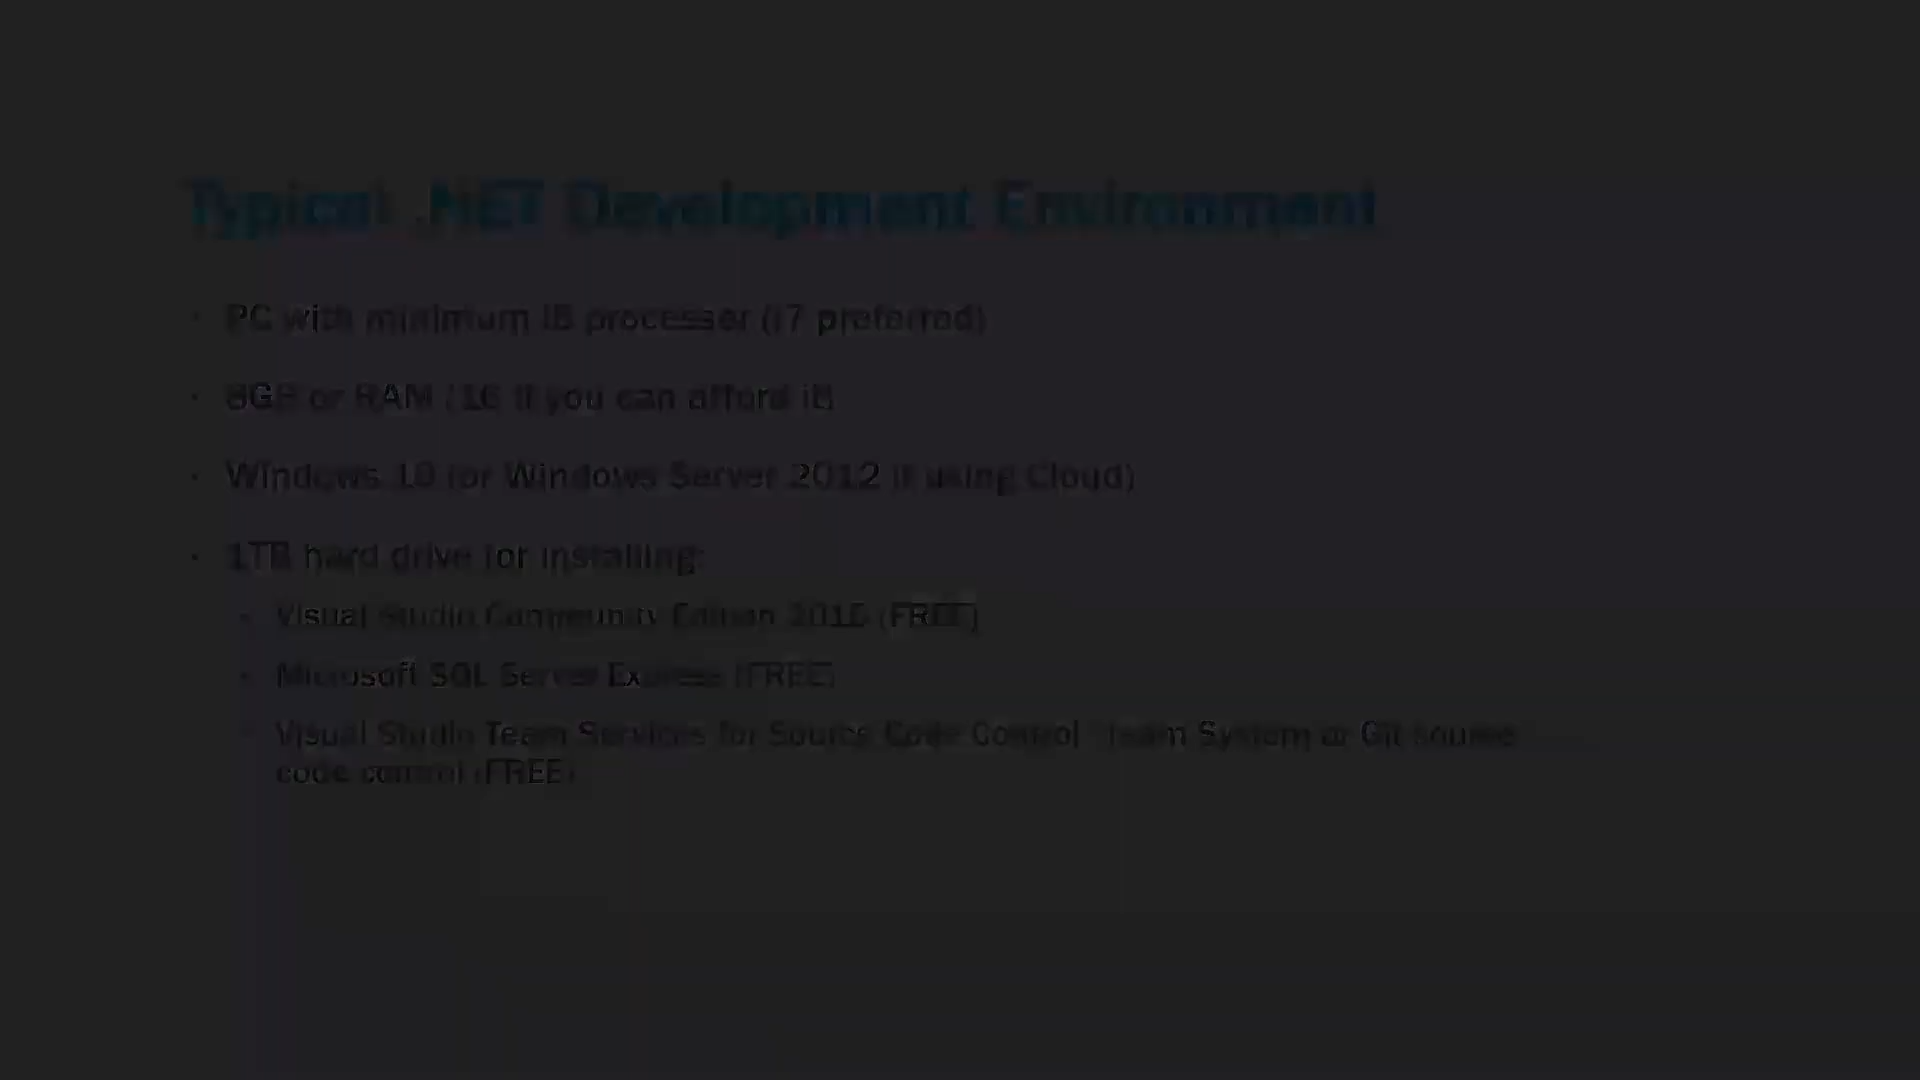 Typical .NET Development Environment
• PC with minimum i5 processor (i7 preferred)
• 8GB or RAM (16 if you can afford it)
• Windows 10 (or Windows Server 2012 if using Cloud)
• 1TB hard drive for installing:
• Visual Studio Community Edition (FREE)
• Microsoft SQL Server Express (FREE)
• Visual Studio Team Services for Source Code Control - Team System or Git source
code control (FREE)